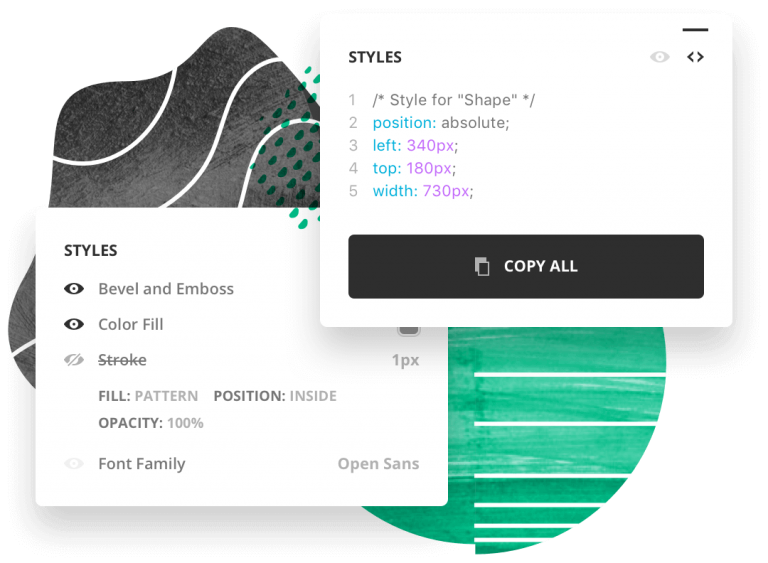 STYLES
1 /* Style for "Shape" */
2 position: absolute;
3 left: 340px;
4 top: 180px;
5 width: 730px;
COPY ALL
STYLES
Bevel and Emboss
Color Fill
Stroke 1px
FILL: PATTERN POSITION: INSIDE
OPACITY: 100%
Font Family Open Sans